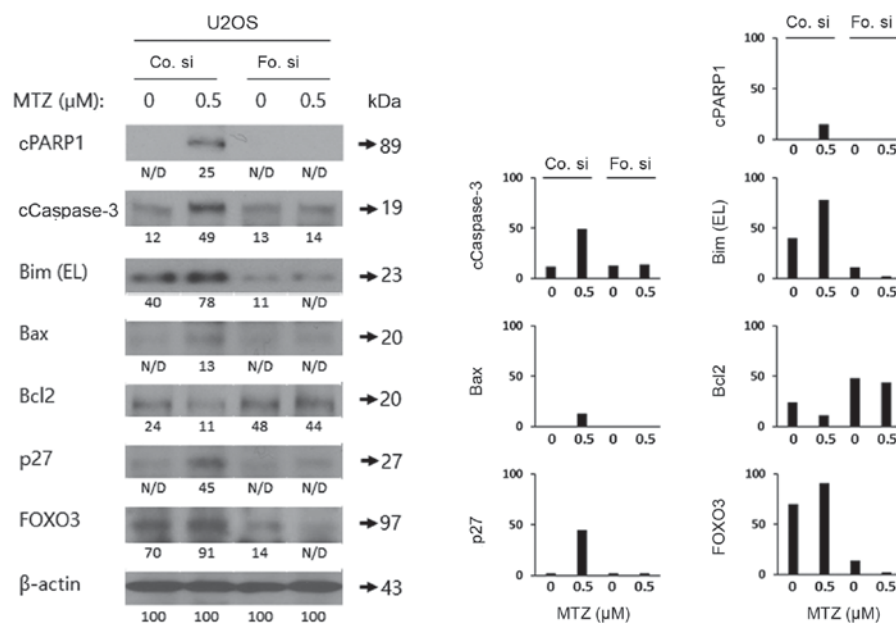 U2OS
Co. si Fo. si
MTZ (µM): 0 0.5 0 0.5 kDa
cPARP1 89
N/D 25 N/D N/D
cCaspase-3 19
12 49 13 14
Bim (EL) 23
40 78 11 N/D
Bax 20
N/D 13 N/D N/D
Bcl2 20
24 11 48 44
p27 27
N/D 45 N/D N/D
FOXO3 97
70 91 14 N/D
β-actin 43
100 100 100 100
Co. si Fo. si
cCaspase-3
100
50
0
0 0.5 0 0.5
Bax
100
50
0
0 0.5 0 0.5
p27
100
50
0
0 0.5 0 0.5
MTZ (µM)
Co. si Fo. si
cPARP1
100
50
0
0 0.5 0 0.5
Bim (EL)
100
50
0
0 0.5 0 0.5
Bcl2
100
50
0
0 0.5 0 0.5
FOXO3
100
50
0
0 0.5 0 0.5
MTZ (µM)